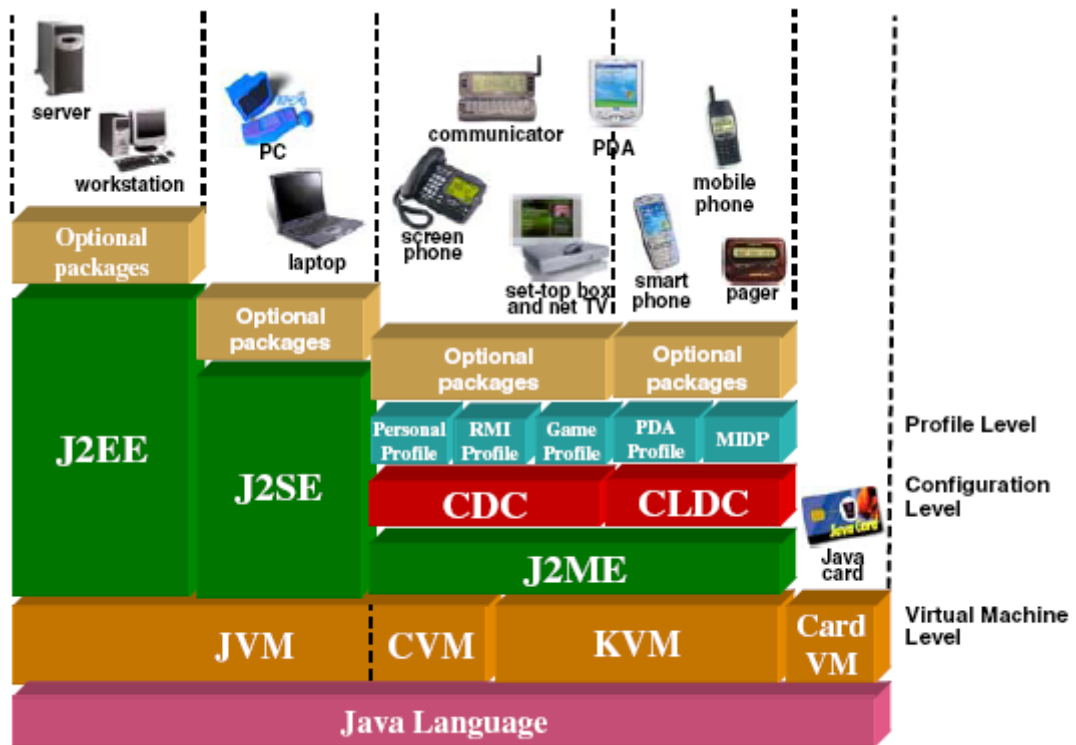 server
workstation
PC
laptop
communicator
PDA
screen
phone
set-top box
and net TV
smart
phone
mobile
phone
pager
Optional
packages
Optional
packages
Optional
packages
Optional
packages
J2EE
J2SE
Personal
Profile
RMI
Profile
Game
Profile
PDA
Profile
MIDP
Profile Level
CDC
CLDC
Configuration
Level
Java Card
Java
card
J2ME
JVM
CVM
KVM
Card
VM
Virtual Machine
Level
Java Language